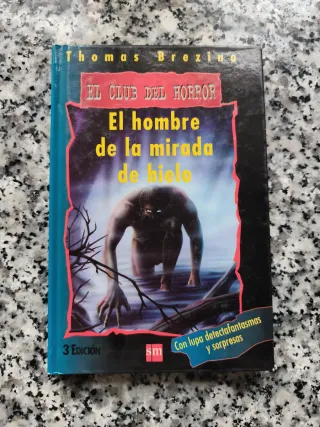 Thomas Brezina
EL CLUB DEL HORROR
El hombre
de la mirada
de hielo
Con lupa detectafantasmas
y sorpresas
3 EDICIÓN
sm